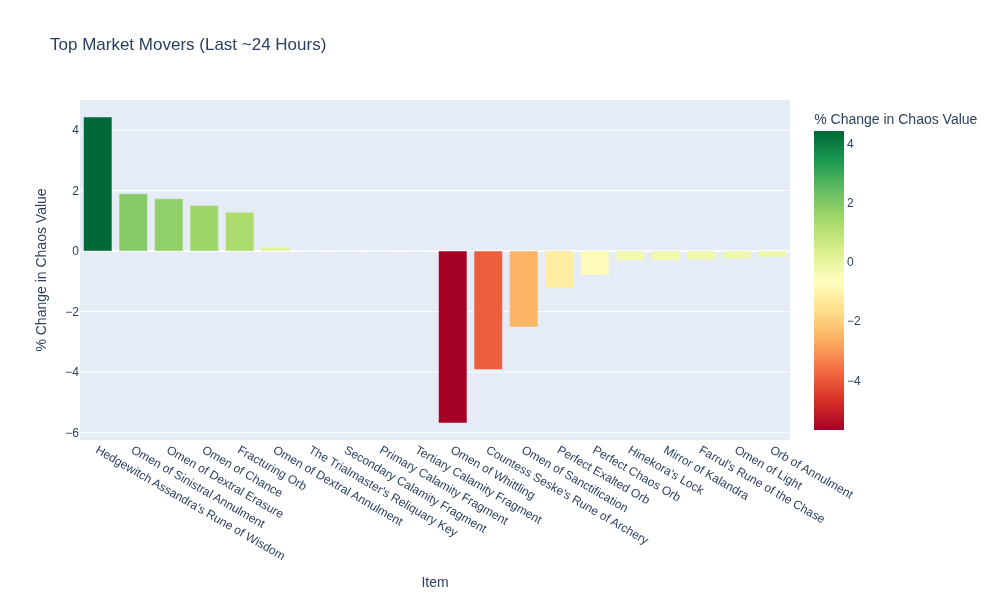 Top Market Movers (Last ~24 Hours)
% Change in Chaos Value
4
2
0
−2
−4
−6
Hedgewitch Assandra's Rune of Wisdom
Omen of Sinistral Annulment
Omen of Dextral Erasure
Omen of Chance
Fracturing Orb
Omen of Dextral Annulment
The Trialmaster's Reliquary Key
Secondary Calamity Fragment
Primary Calamity Fragment
Tertiary Calamity Fragment
Omen of Whittling
Countess Seske's Rune of Archery
Omen of Sanctification
Perfect Exalted Orb
Perfect Chaos Orb
Hinekora's Lock
Mirror of Kalandra
Farrul's Rune of the Chase
Omen of Light
Orb of Annulment
Item
% Change in Chaos Value
4
2
0
−2
−4